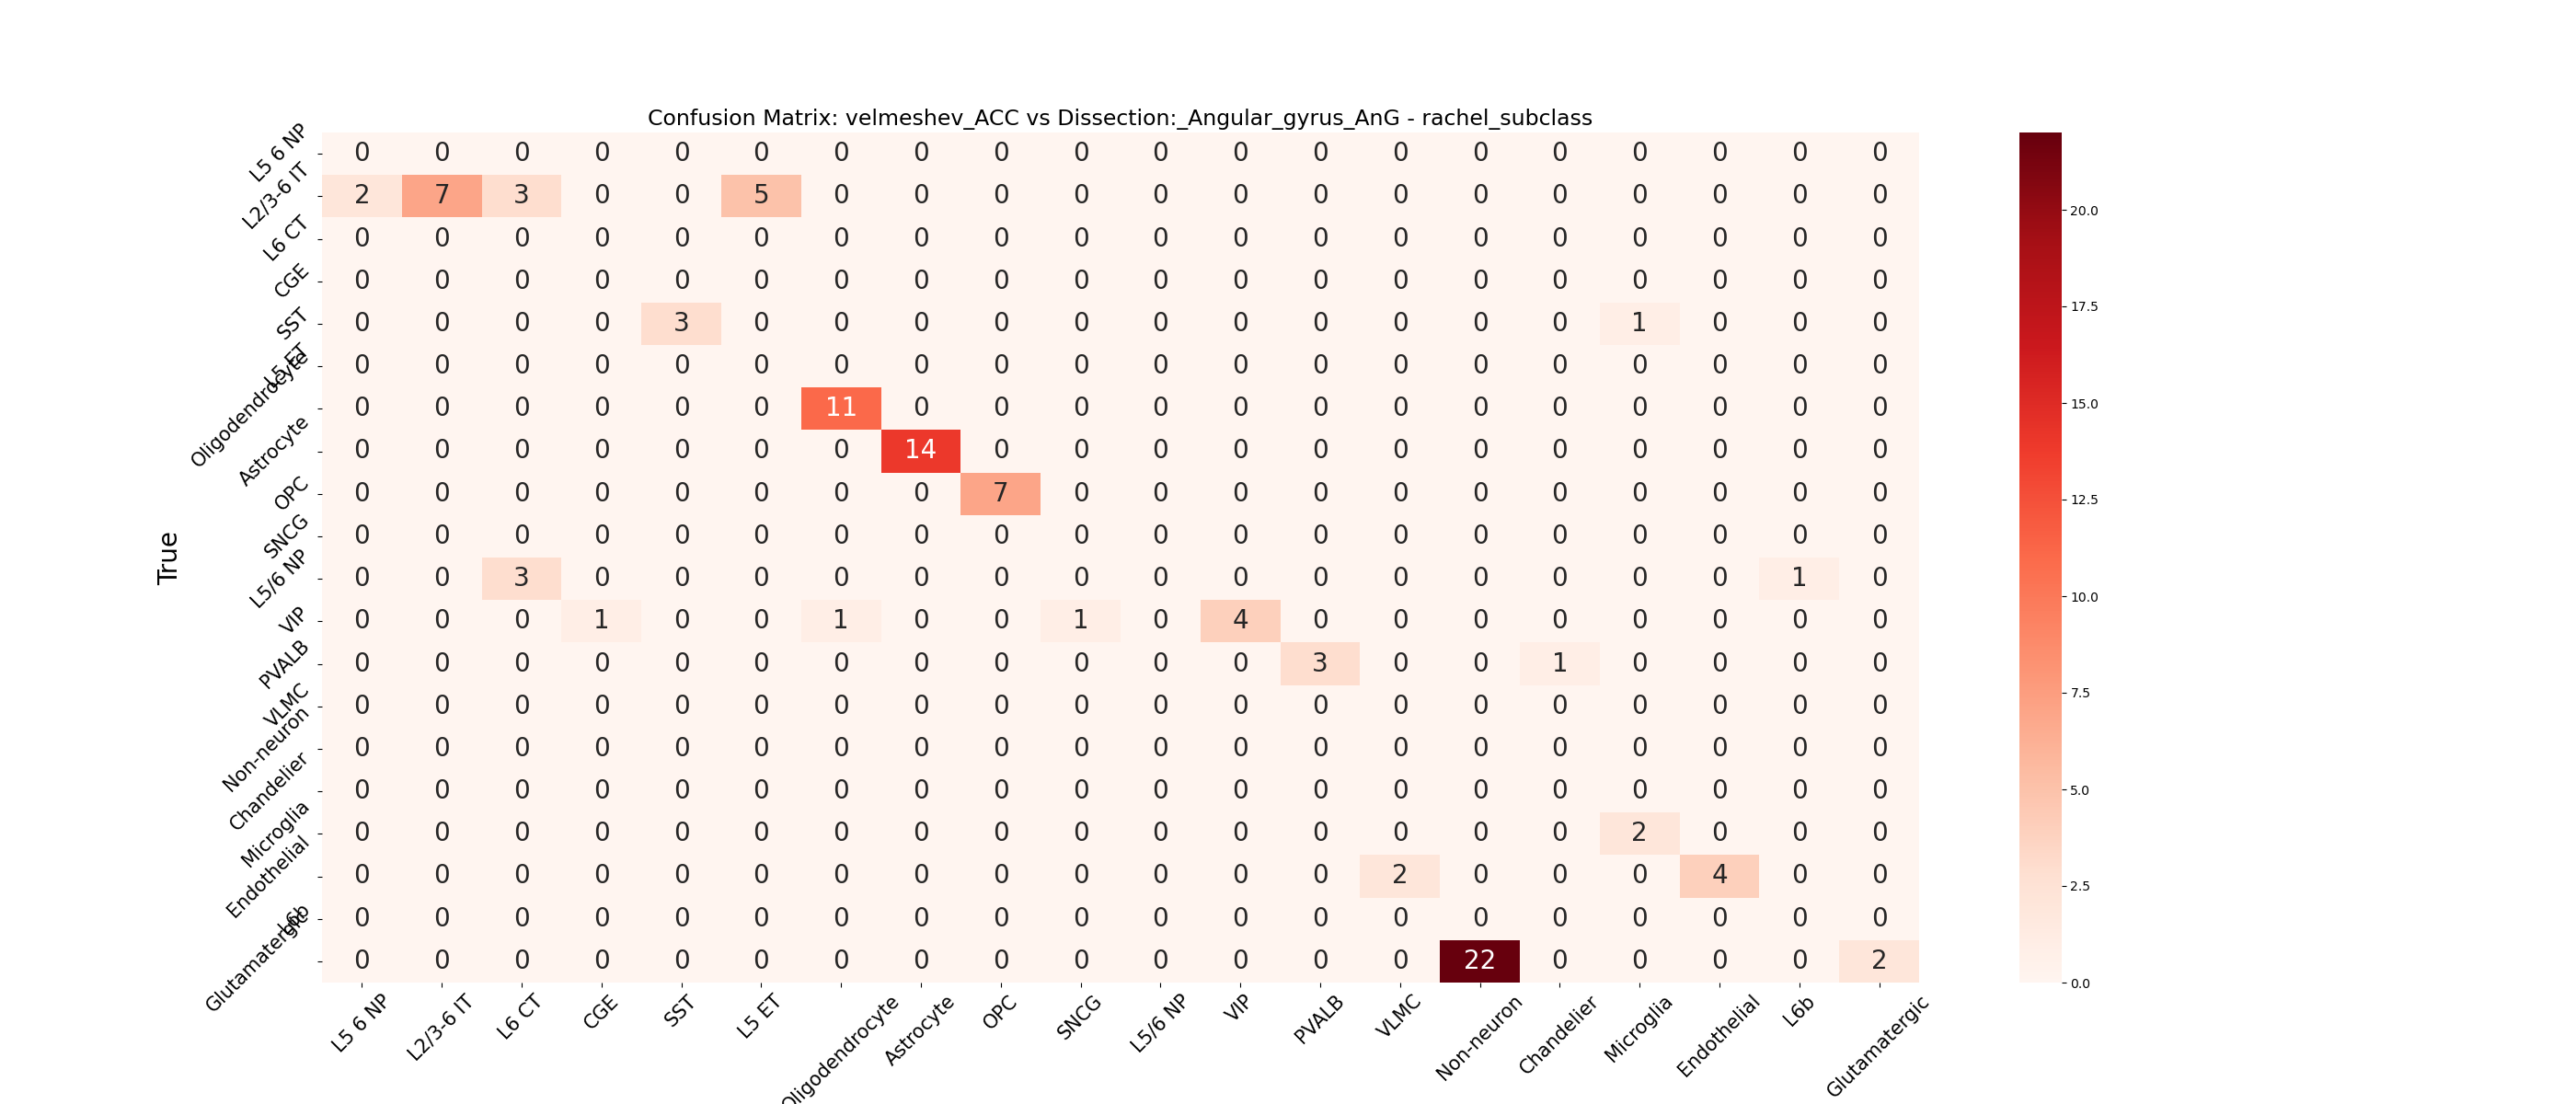 Confusion Matrix: velmeshev_ACC vs Dissection:_Angular_gyrus_AnG - rachel_subclass
True
L5 6 NP 0 0 0 0 0 0 0 0 0 0 0 0 0 0 0 0 0 0 0 0
L2/3-6 IT 2 7 3 0 0 5 0 0 0 0 0 0 0 0 0 0 0 0 0 0
L6 CT 0 0 0 0 0 0 0 0 0 0 0 0 0 0 0 0 0 0 0 0
CGE 0 0 0 0 0 0 0 0 0 0 0 0 0 0 0 0 0 0 0 0
SST 0 0 0 0 3 0 0 0 0 0 0 0 0 0 0 0 1 0 0 0
L5 ET 0 0 0 0 0 0 0 0 0 0 0 0 0 0 0 0 0 0 0 0
Oligodendrocyte 0 0 0 0 0 0 11 0 0 0 0 0 0 0 0 0 0 0 0 0
Astrocyte 0 0 0 0 0 0 0 14 0 0 0 0 0 0 0 0 0 0 0 0
OPC 0 0 0 0 0 0 0 0 7 0 0 0 0 0 0 0 0 0 0 0
SNCG 0 0 0 0 0 0 0 0 0 0 0 0 0 0 0 0 0 0 0 0
L5/6 NP 0 0 3 0 0 0 0 0 0 0 0 0 0 0 0 0 0 0 1 0
VIP 0 0 0 1 0 0 1 0 0 1 0 4 0 0 0 0 0 0 0 0
PVALB 0 0 0 0 0 0 0 0 0 0 0 0 3 0 0 1 0 0 0 0
VLMC 0 0 0 0 0 0 0 0 0 0 0 0 0 0 0 0 0 0 0 0
Non-neuron 0 0 0 0 0 0 0 0 0 0 0 0 0 0 0 0 0 0 0 0
Chandelier 0 0 0 0 0 0 0 0 0 0 0 0 0 0 0 0 0 0 0 0
Microglia 0 0 0 0 0 0 0 0 0 0 0 0 0 0 0 0 2 0 0 0
Endothelial 0 0 0 0 0 0 0 0 0 0 0 0 0 2 0 0 0 4 0 0
L6b 0 0 0 0 0 0 0 0 0 0 0 0 0 0 0 0 0 0 0 0
Glutamatergic 0 0 0 0 0 0 0 0 0 0 0 0 0 0 22 0 0 0 0 2
L5 6 NP L2/3-6 IT L6 CT CGE SST L5 ET Oligodendrocyte Astrocyte OPC SNCG L5/6 NP VIP PVALB VLMC Non-neuron Chandelier Microglia Endothelial L6b Glutamatergic
20.0
17.5
15.0
12.5
10.0
7.5
5.0
2.5
0.0